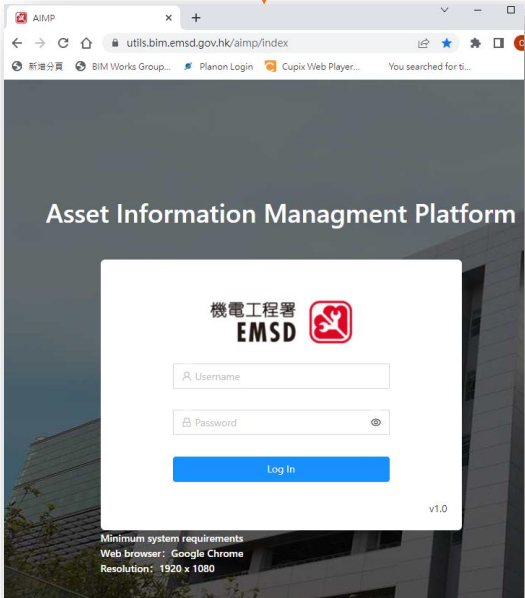 AIMP
utils.bim.emsd.gov.hk/aimp/index
新增分頁 BIM Works Group... Planon Login Cupix Web Player... You searched for ti...
Asset Information Managment Platform
機電工程署
EMSD
Username
Password
Log In
v1.0
Minimum system requirements
Web browser: Google Chrome
Resolution: 1920 x 1080